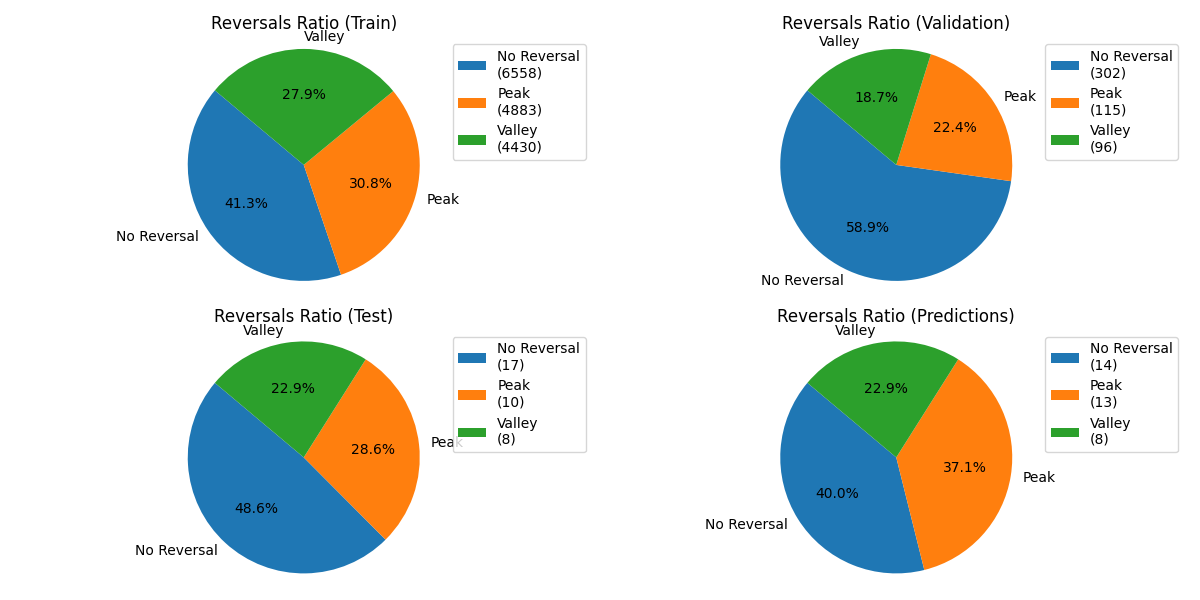 Reversals Ratio (Train)
Valley
27.9%
30.8%
41.3%
Peak
No Reversal
No Reversal
(6558)
Peak
(4883)
Valley
(4430)
Reversals Ratio (Validation)
Valley
18.7%
Peak
22.4%
58.9%
No Reversal
No Reversal
(302)
Peak
(115)
Valley
(96)
Reversals Ratio (Test)
Valley
22.9%
28.6%
Peak
48.6%
No Reversal
No Reversal
(17)
Peak
(10)
Valley
(8)
Reversals Ratio (Predictions)
Valley
22.9%
37.1%
Peak
40.0%
No Reversal
No Reversal
(14)
Peak
(13)
Valley
(8)